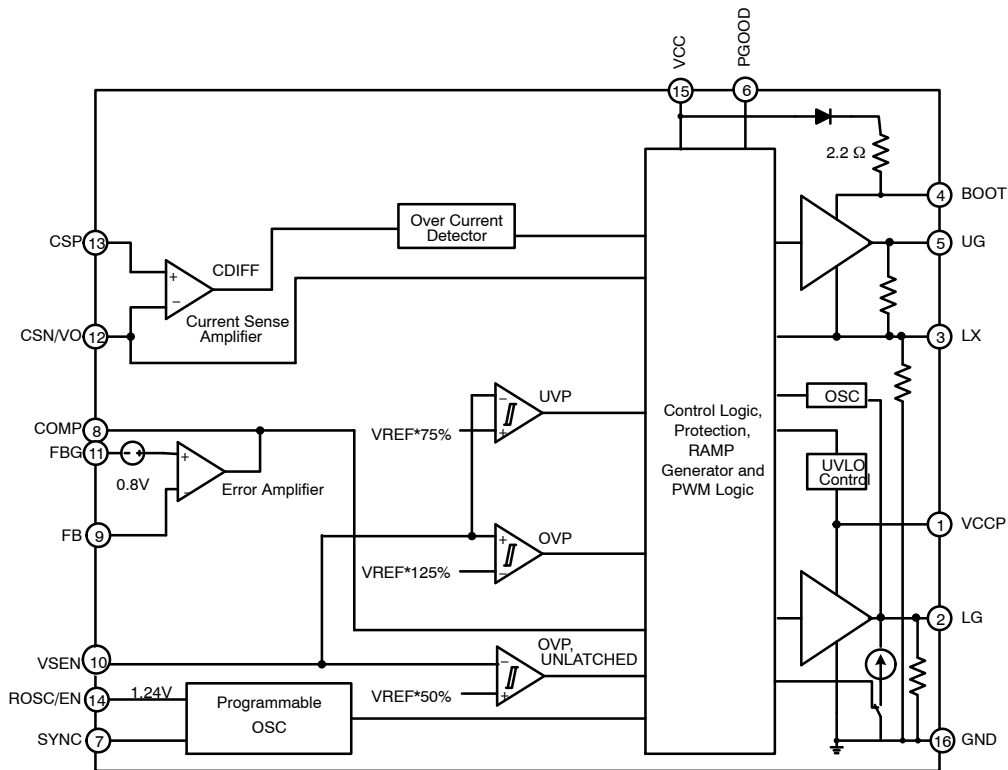 VCC
PGOOD
15
6
2.2 Ω
4 BOOT
Over Current
Detector
CSP 13
5 UG
+
CDIFF
−
Current Sense
Amplifier
CSN/VO 12
3 LX
UVP
−
+
VREF*75%
OSC
COMP 8
Control Logic,
Protection,
RAMP
Generator and
PWM Logic
FBG 11
- +
+
0.8V
−
Error Amplifier
UVLO
Control
FB 9
1 VCCP
+
OVP
−
VREF*125%
2 LG
OVP,
UNLATCHED
VSEN 10
−
+
VREF*50%
ROSC/EN 14
1.24V
Programmable
OSC
SYNC 7
16 GND